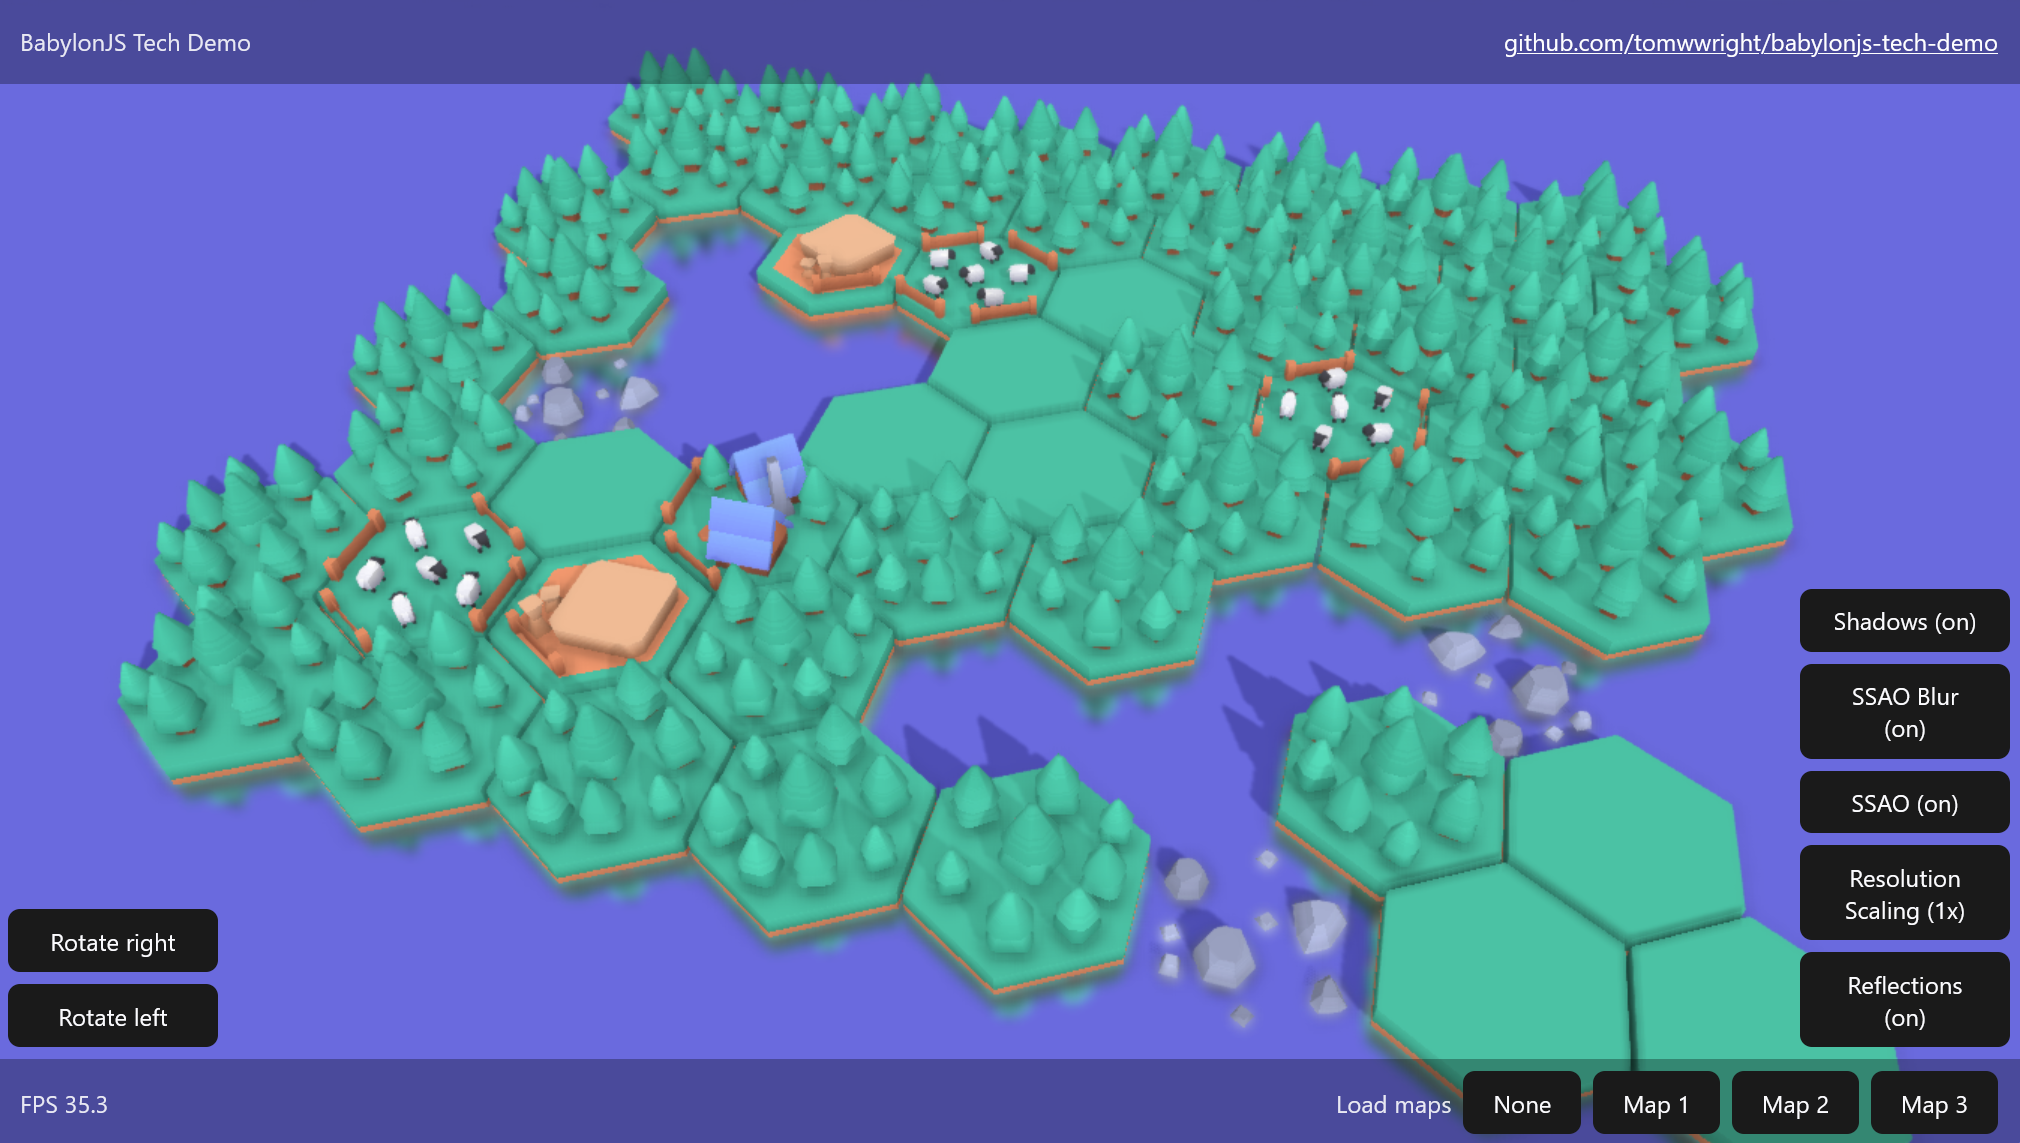 BabylonJS Tech Demo
github.com/tomwwright/babylonjs-tech-demo
Shadows (on)
SSAO Blur
(on)
SSAO (on)
Resolution
Scaling (1x)
Reflections
(on)
Rotate right
Rotate left
FPS 35.3
Load maps
None
Map 1
Map 2
Map 3